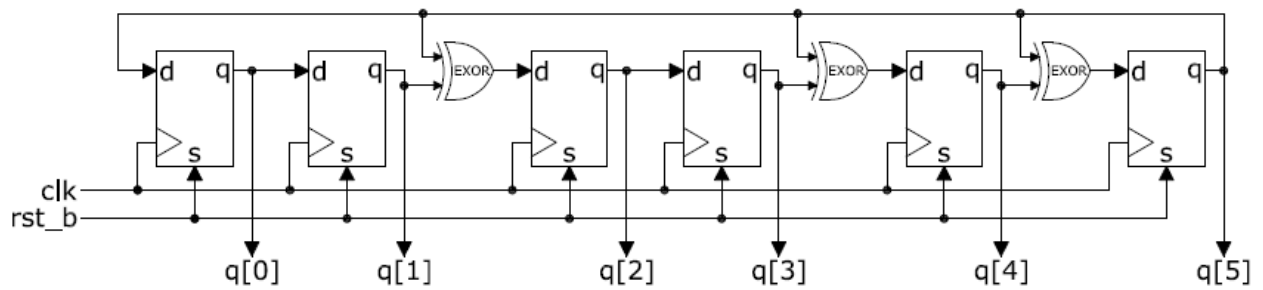 d q d q EXOR d q d q EXOR d q EXOR d q
s s s s s s
clk
rst_b
q[0] q[1] q[2] q[3] q[4] q[5]